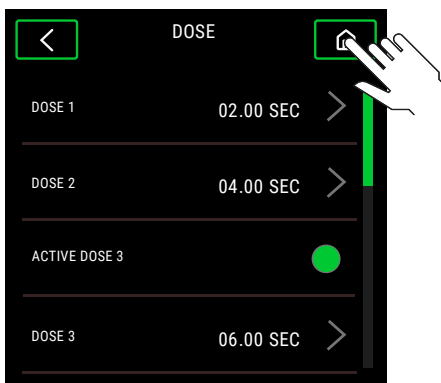 DOSE
DOSE 1 02.00 SEC
DOSE 2 04.00 SEC
ACTIVE DOSE 3
DOSE 3 06.00 SEC